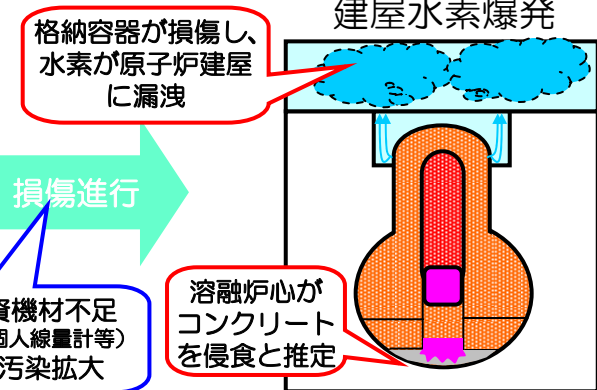 建屋水素爆発
格納容器が損傷し、
水素が原子炉建屋
に漏洩
損傷進行
資機材不足
個人線量計等）
汚染拡大
溶融炉心が
コンクリート
を侵食と推定